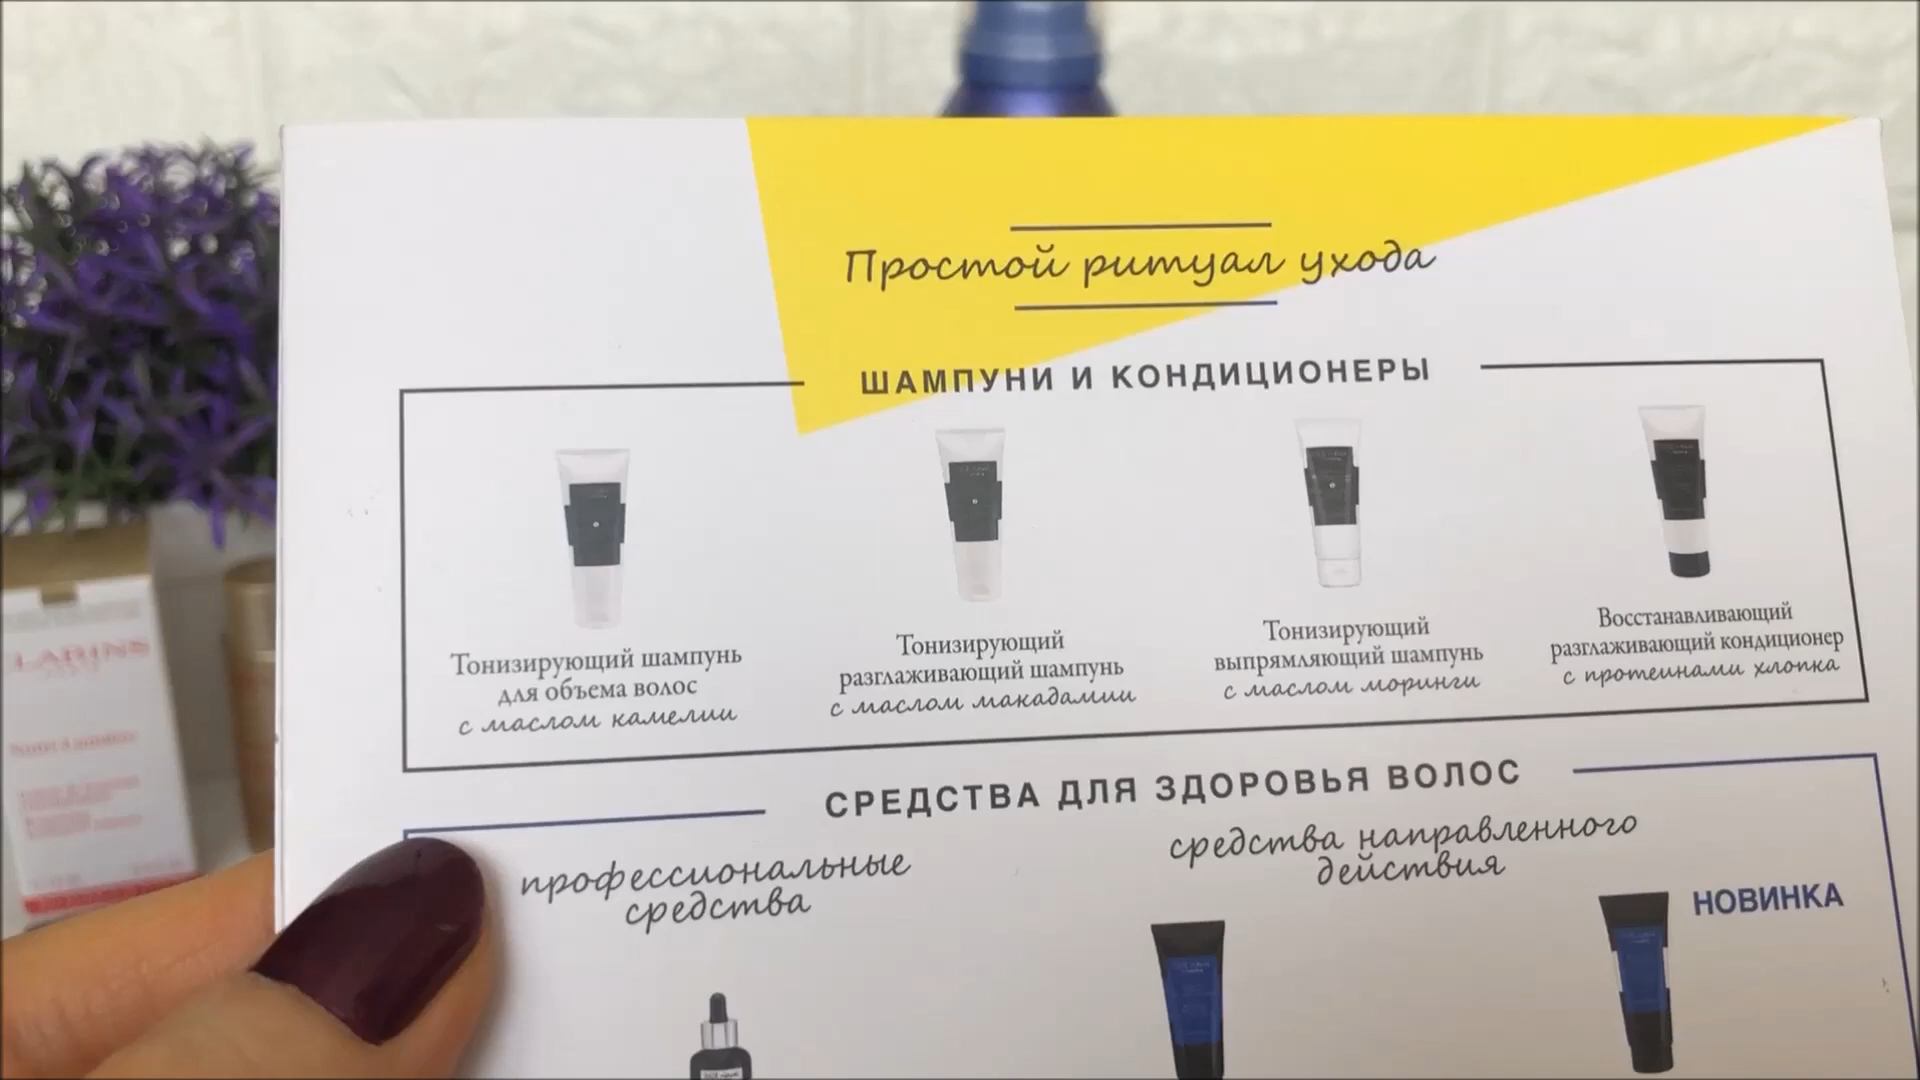 Простой ритуал ухода
ШАМПУНИ И КОНДИЦИОНЕРЫ
Тонизирующий шампунь
для объема волос
с маслом камелии
Тонизирующий
разглаживающий шампунь
с маслом макадамии
Тонизирующий
выпрямляющий шампунь
с маслом моринги
Восстанавливающий
разглаживающий кондиционер
с протеинами хлопка
СРЕДСТВА ДЛЯ ЗДОРОВЬЯ ВОЛОС
профессиональные
средства
средства направленного
действия
НОВИНКА
CLARINS